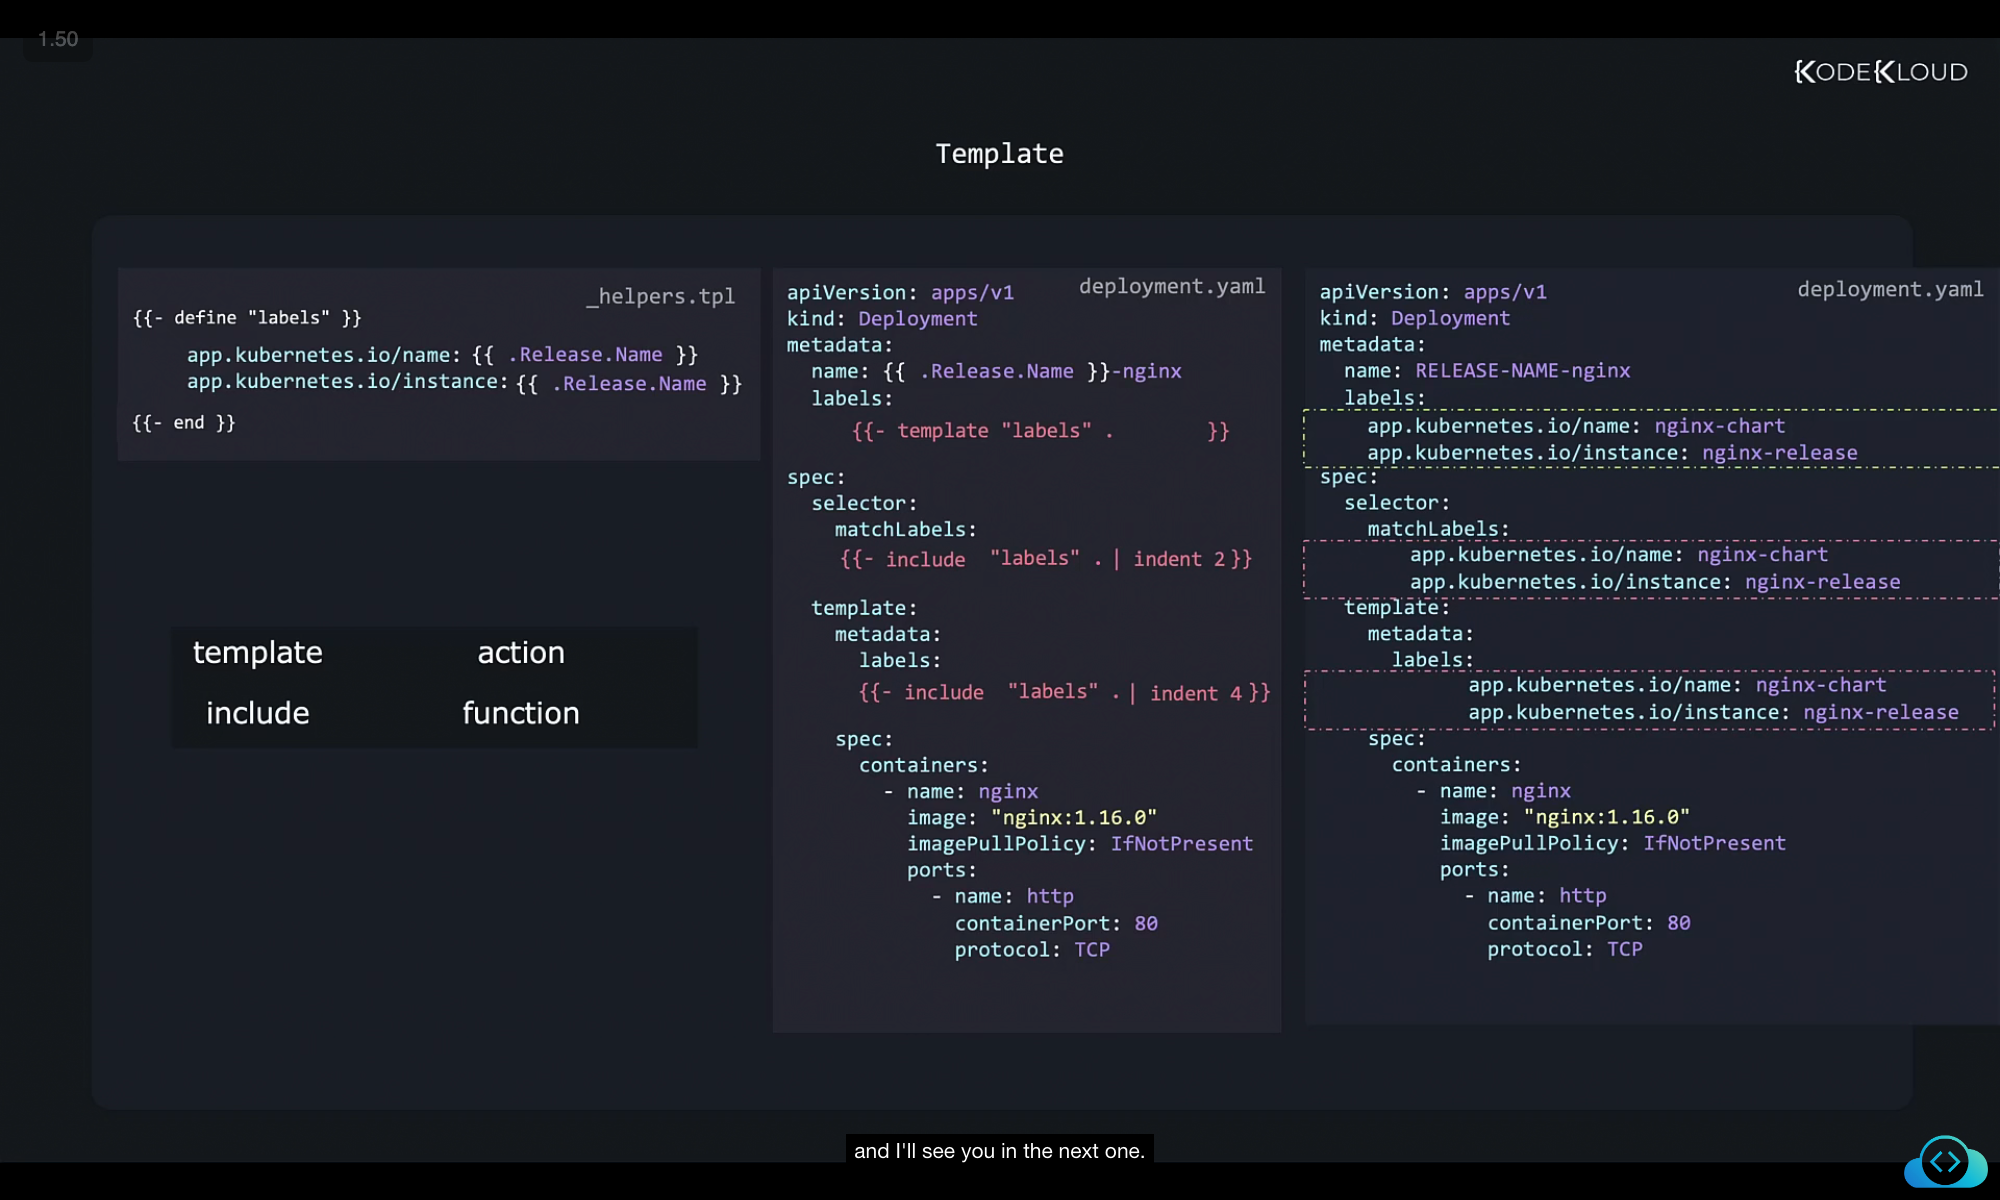 1.50
KODEKLOUD
Template
_helpers.tpl
{{- define "labels" }}
app.kubernetes.io/name: {{ .Release.Name }}
app.kubernetes.io/instance: {{ .Release.Name }}
{{- end }}
template action
include function
deployment.yaml
apiVersion: apps/v1
kind: Deployment
metadata:
  name: {{ .Release.Name }}-nginx
  labels:
     {{- template "labels" . }}
spec:
  selector:
    matchLabels:
    {{- include "labels" . | indent 2 }}
  template:
    metadata:
      labels:
      {{- include "labels" . | indent 4 }}
    spec:
      containers:
        - name: nginx
          image: "nginx:1.16.0"
          imagePullPolicy: IfNotPresent
          ports:
            - name: http
              containerPort: 80
              protocol: TCP
deployment.yaml
apiVersion: apps/v1
kind: Deployment
metadata:
  name: RELEASE-NAME-nginx
  labels:
    app.kubernetes.io/name: nginx-chart
    app.kubernetes.io/instance: nginx-release
spec:
  selector:
    matchLabels:
       app.kubernetes.io/name: nginx-chart
       app.kubernetes.io/instance: nginx-release
  template:
    metadata:
      labels:
            app.kubernetes.io/name: nginx-chart
            app.kubernetes.io/instance: nginx-release
    spec:
      containers:
        - name: nginx
          image: "nginx:1.16.0"
          imagePullPolicy: IfNotPresent
          ports:
            - name: http
              containerPort: 80
              protocol: TCP
and I'll see you in the next one.